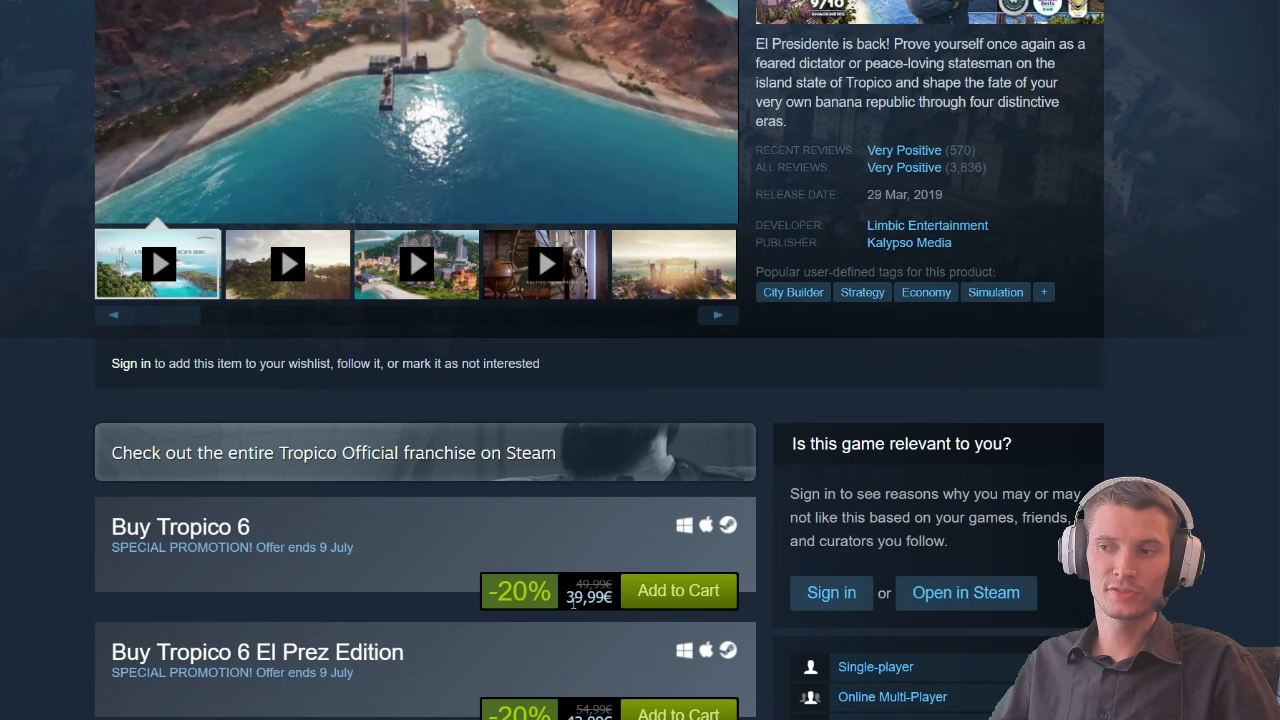 9/10
El Presidente is back! Prove yourself once again as a
feared dictator or peace-loving statesman on the
island state of Tropico and shape the fate of your
very own banana republic through four distinctive
eras.
RECENT REVIEWS: Very Positive (570)
ALL REVIEWS: Very Positive (3,836)
RELEASE DATE: 29 Mar, 2019
DEVELOPER: Limbic Entertainment
PUBLISHER: Kalypso Media
Popular user-defined tags for this product:
City Builder Strategy Economy Simulation +
Sign in to add this item to your wishlist, follow it, or mark it as not interested
Check out the entire Tropico Official franchise on Steam
Is this game relevant to you?
Sign in to see reasons why you may or may
not like this based on your games, friends,
and curators you follow.
Sign in or Open in Steam
Buy Tropico 6
SPECIAL PROMOTION! Offer ends 9 July
-20% 49,99€ 39,99€ Add to Cart
Buy Tropico 6 El Prez Edition
SPECIAL PROMOTION! Offer ends 9 July
-20% 54,99€ Add to Cart
Single-player
Online Multi-Player